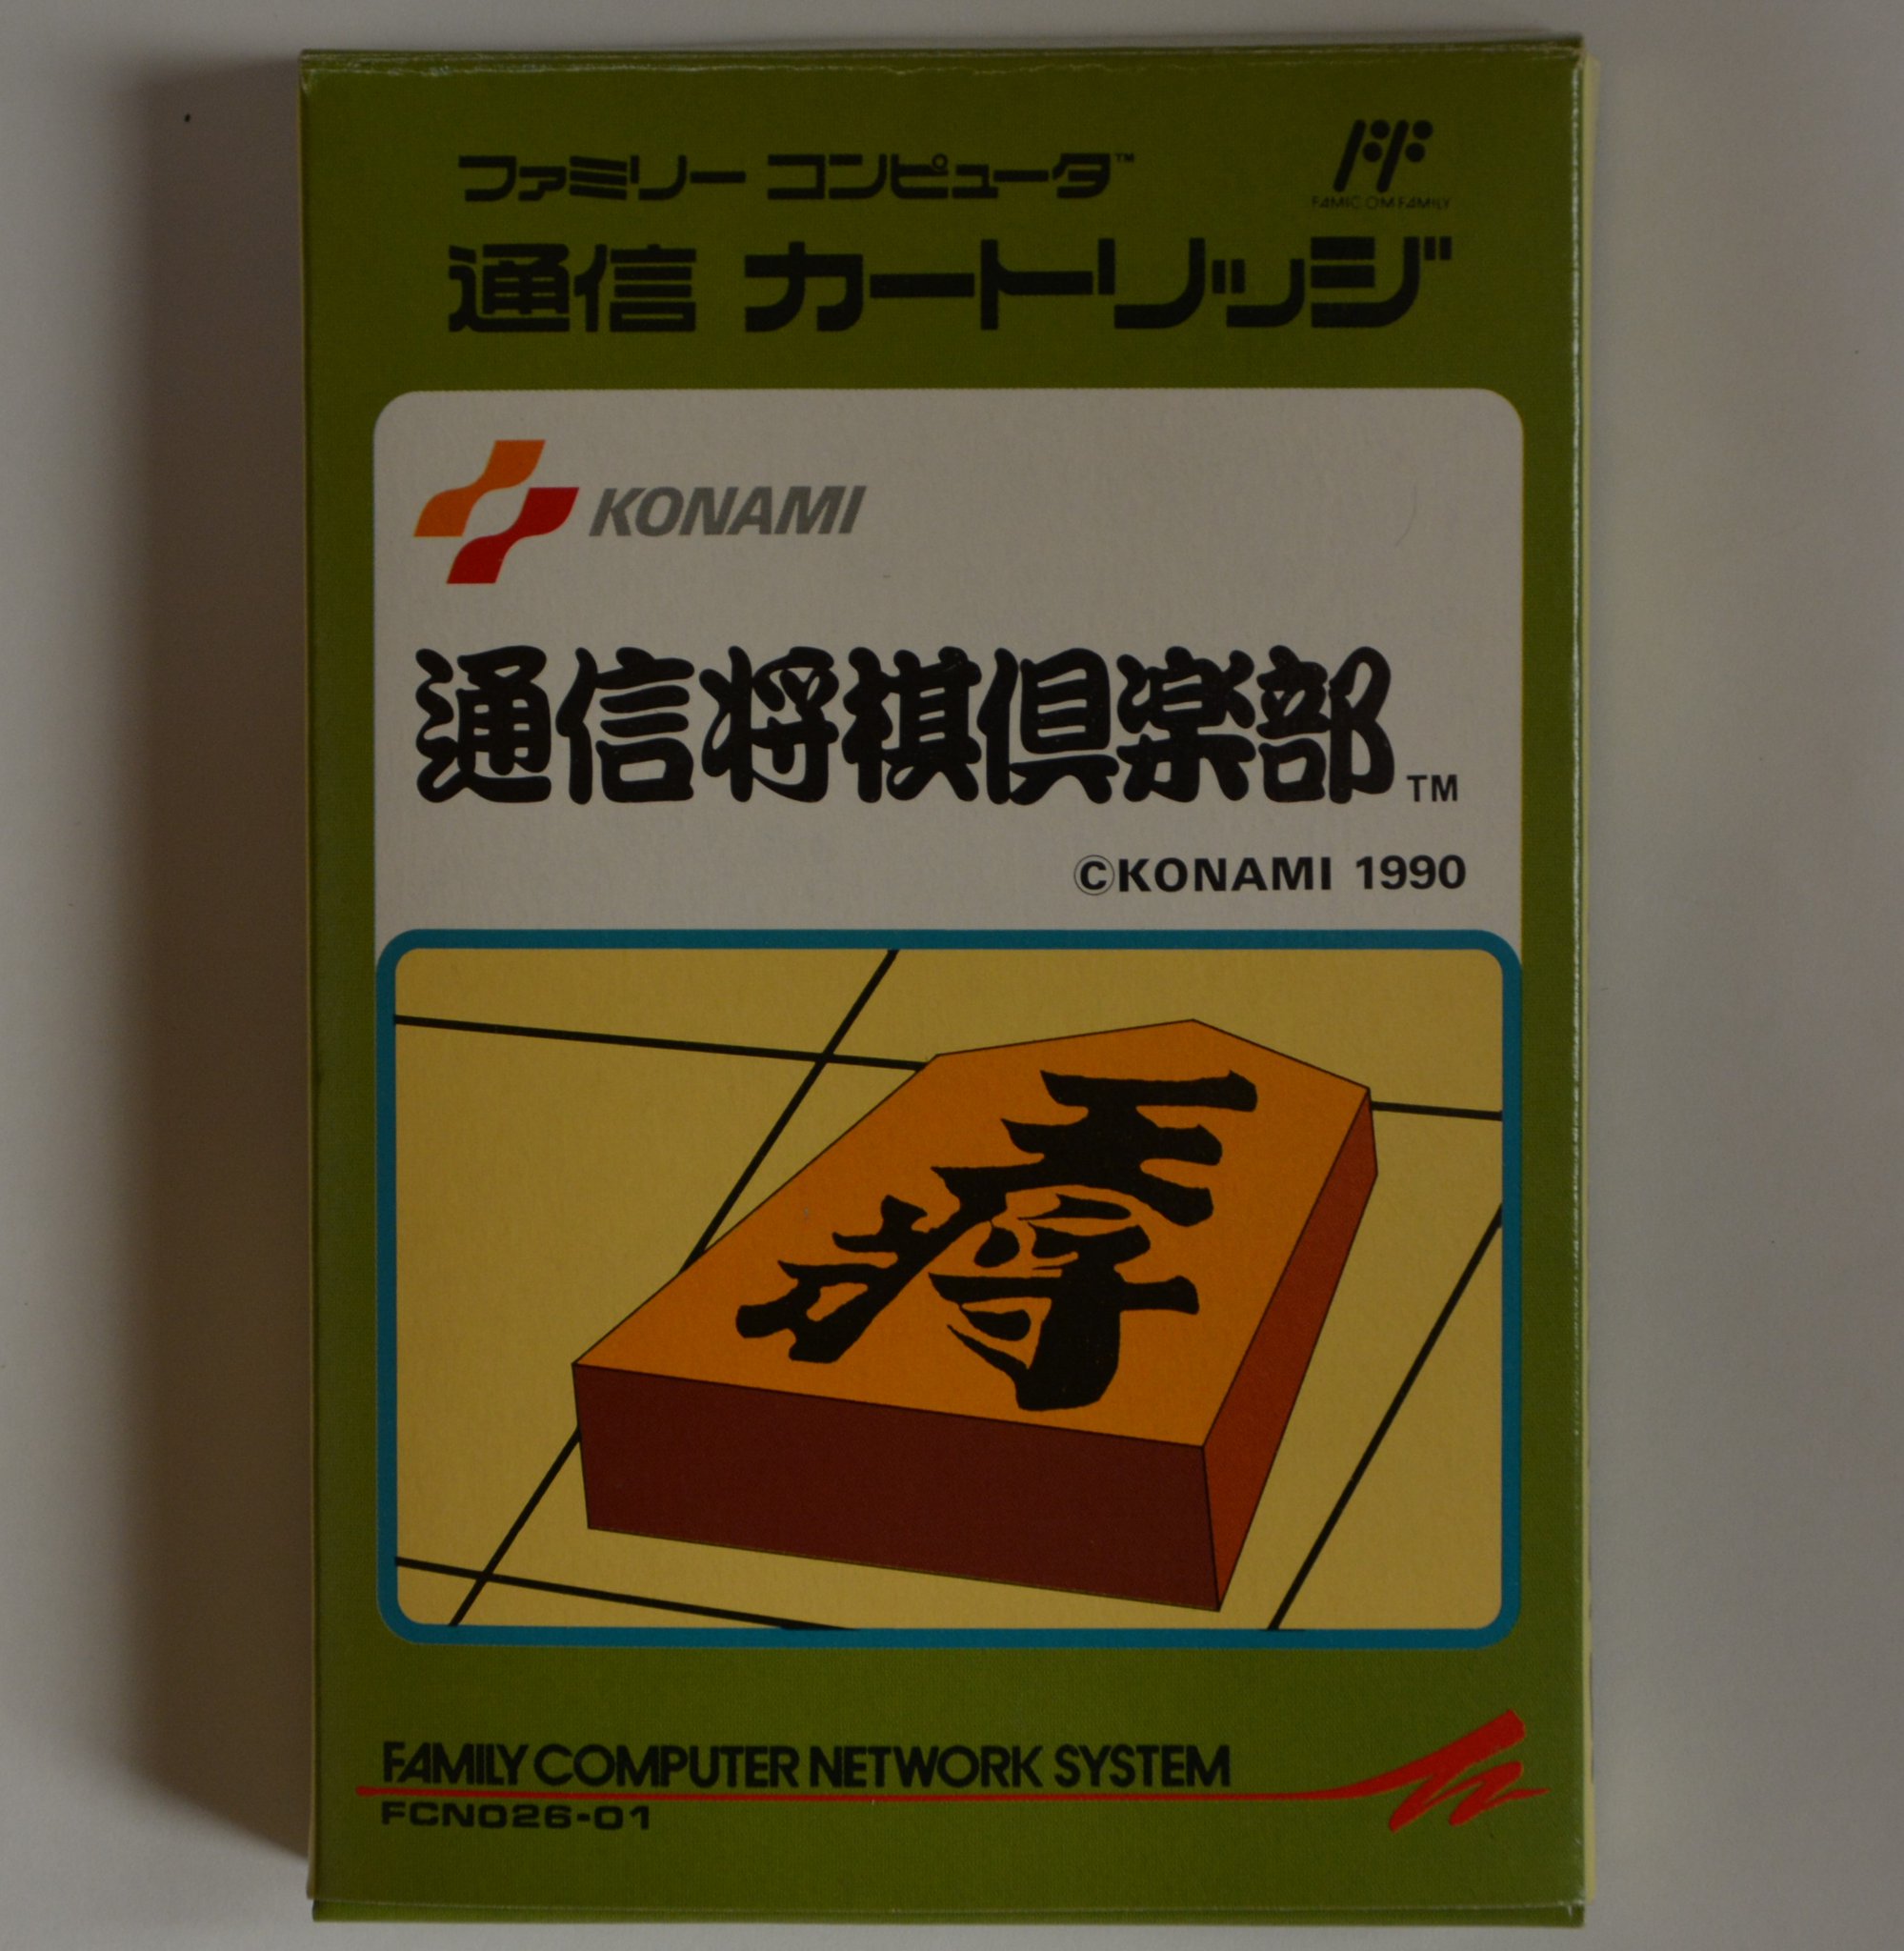 ファミリー コンピュータ™
FAMICOM FAMILY
通信 カートリッジ
KONAMI
通信将棋倶楽部TM
©KONAMI 1990
王将
FAMILY COMPUTER NETWORK SYSTEM
FCN026-01